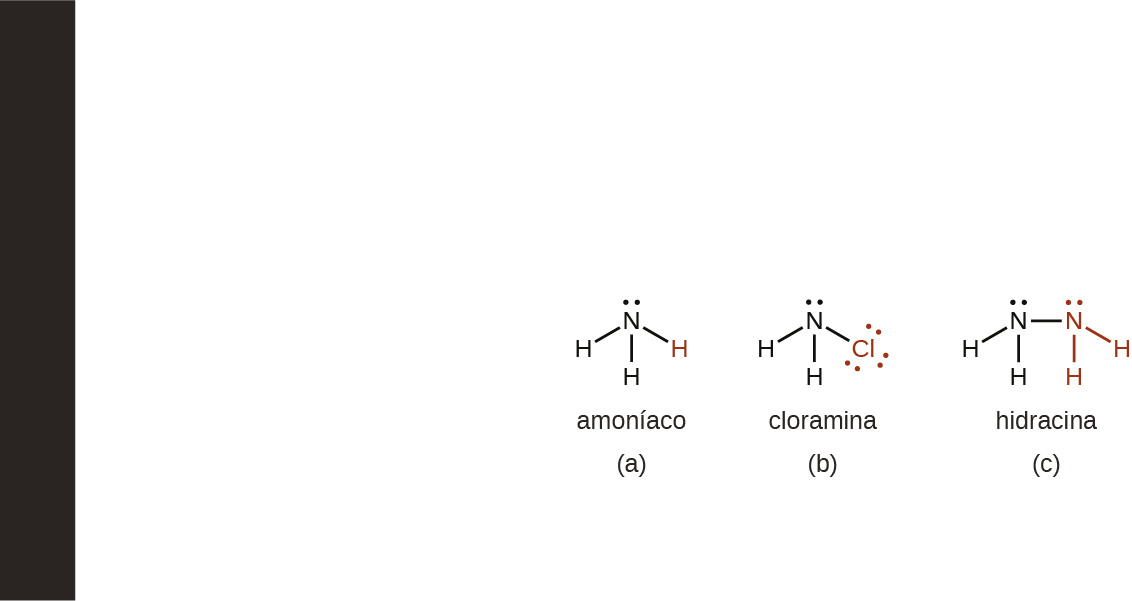 N N N N
H H H Cl H H
H H H H
amoníaco cloramina hidracina
(a) (b) (c)